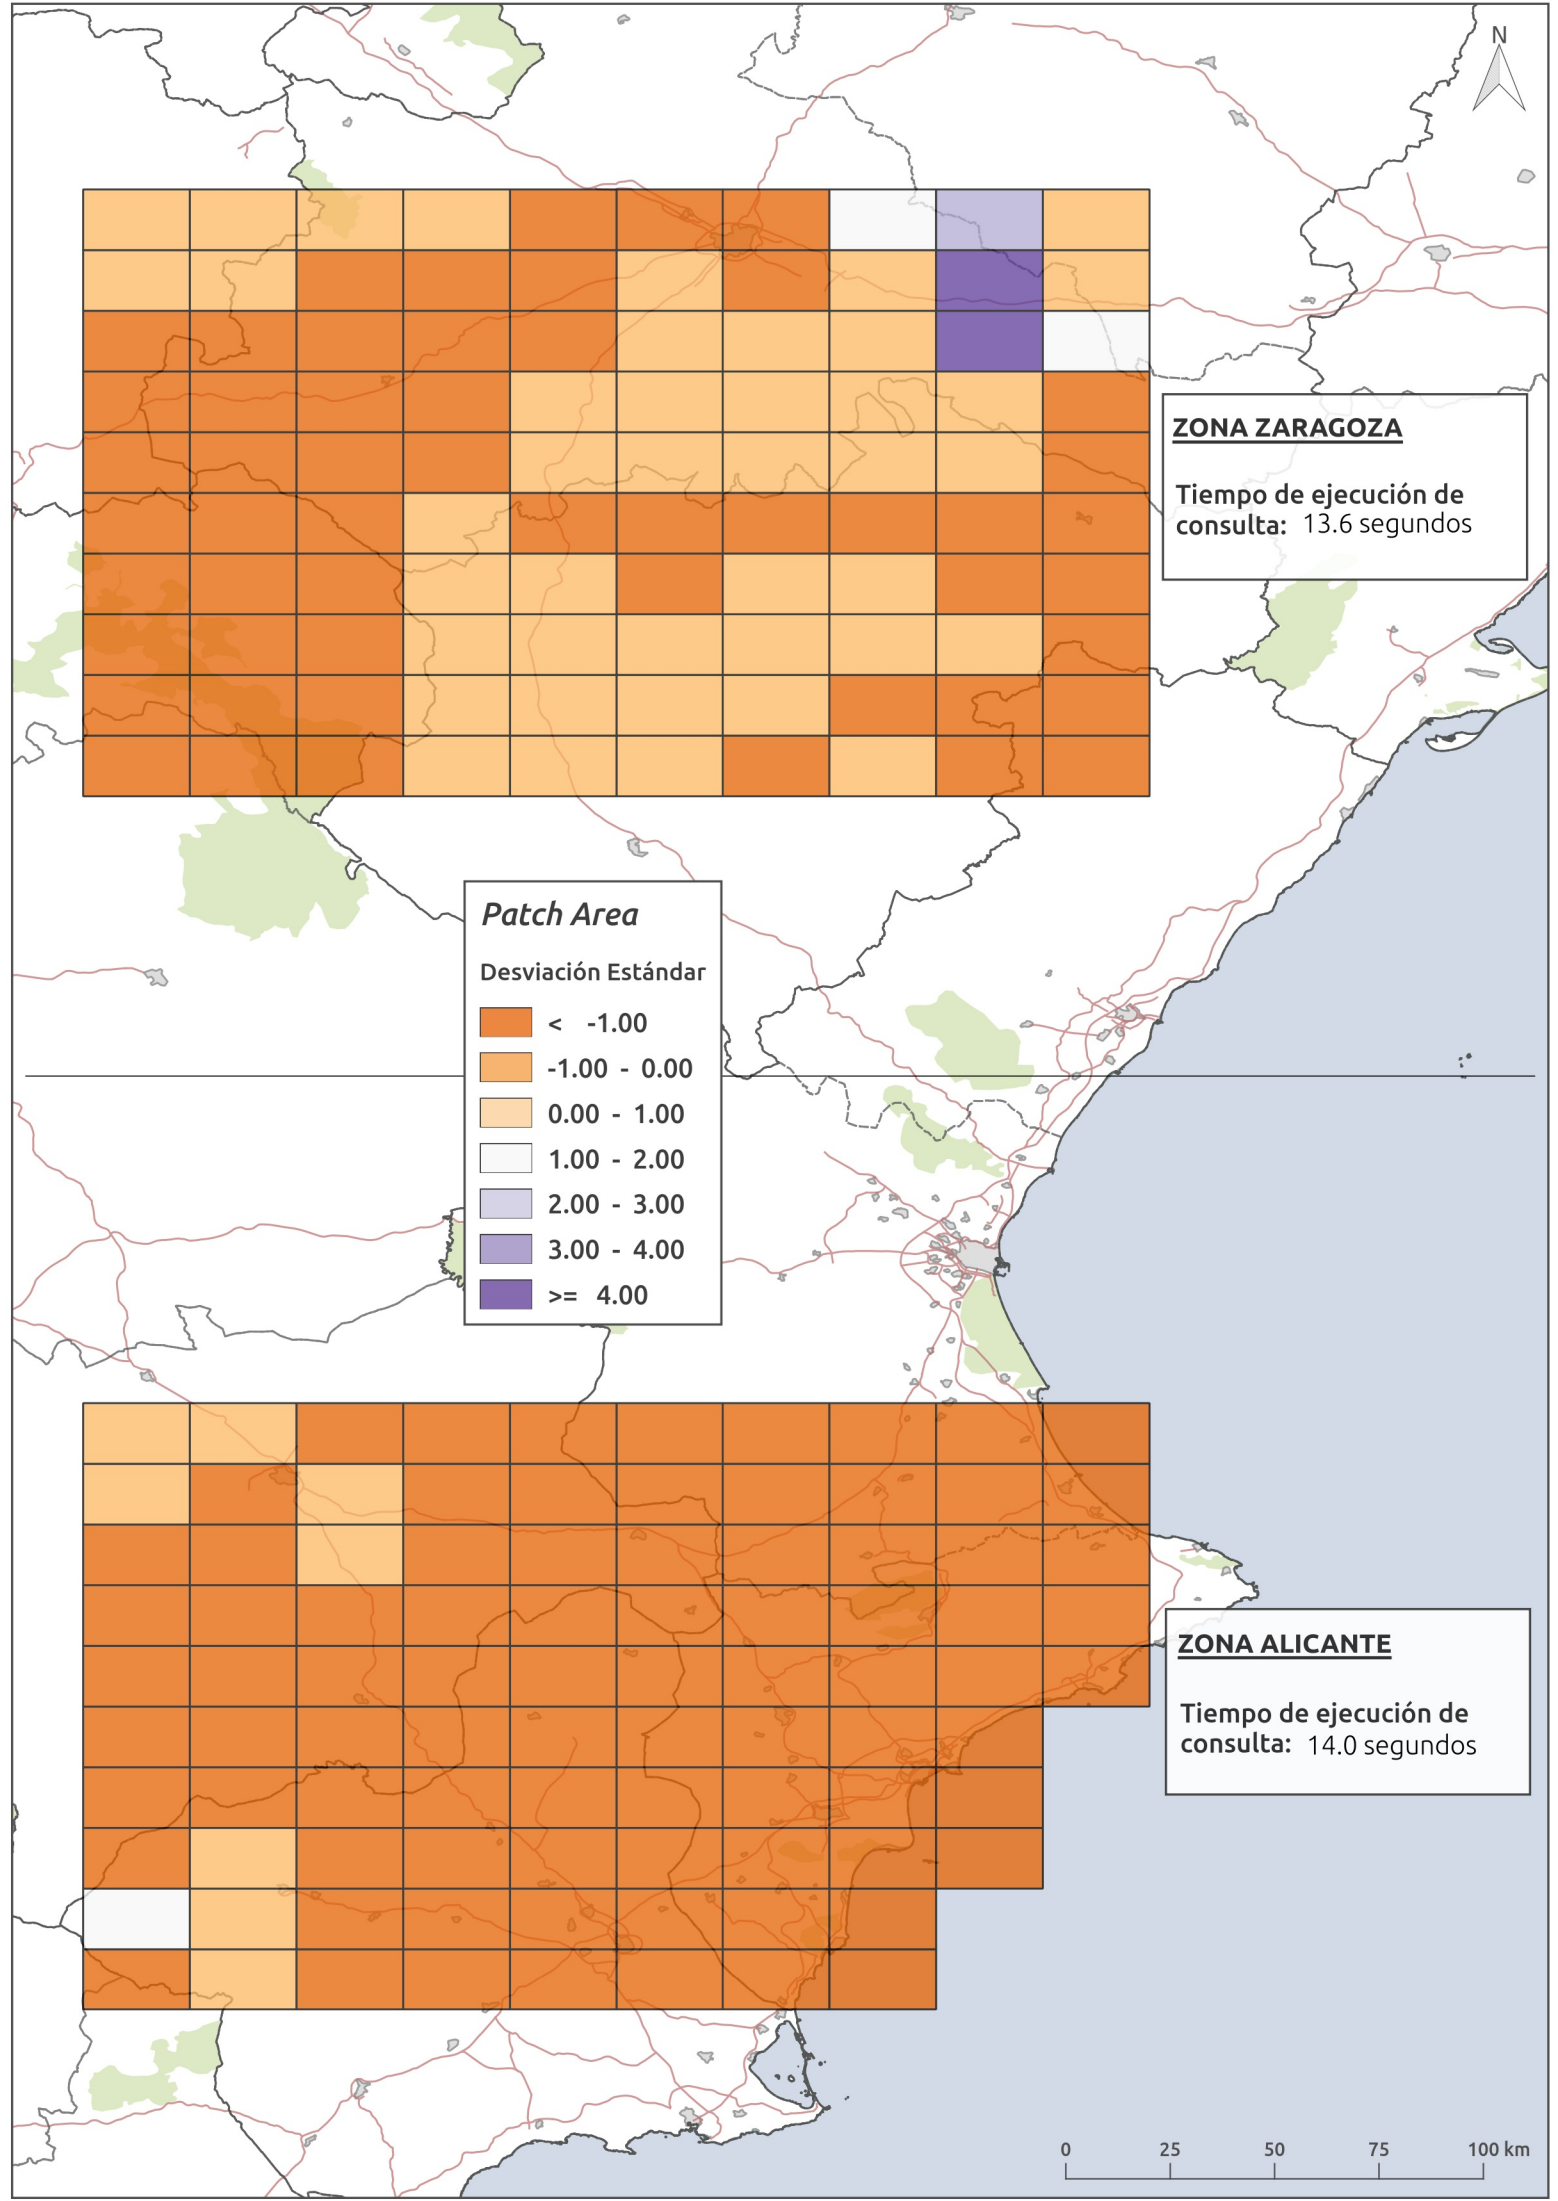 N
ZONA ZARAGOZA
Tiempo de ejecución de
consulta: 13.6 segundos
Patch Area
Desviación Estándar
< -1.00
-1.00 - 0.00
0.00 - 1.00
1.00 - 2.00
2.00 - 3.00
3.00 - 4.00
>= 4.00
ZONA ALICANTE
Tiempo de ejecución de
consulta: 14.0 segundos
0 25 50 75 100 km